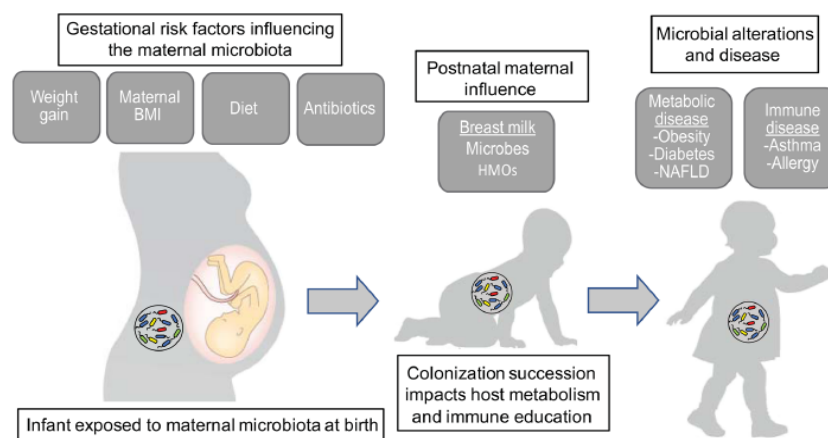 Gestational risk factors influencing
the maternal microbiota
Weight
gain
Maternal
BMI
Diet
Antibiotics
Postnatal maternal
influence
Breast milk
Microbes
HMOs
Microbial alterations
and disease
Metabolic
disease
-Obesity
-Diabetes
-NAFLD
Immune
disease
-Asthma
-Allergy
Infant exposed to maternal microbiota at birth
Colonization succession
impacts host metabolism
and immune education